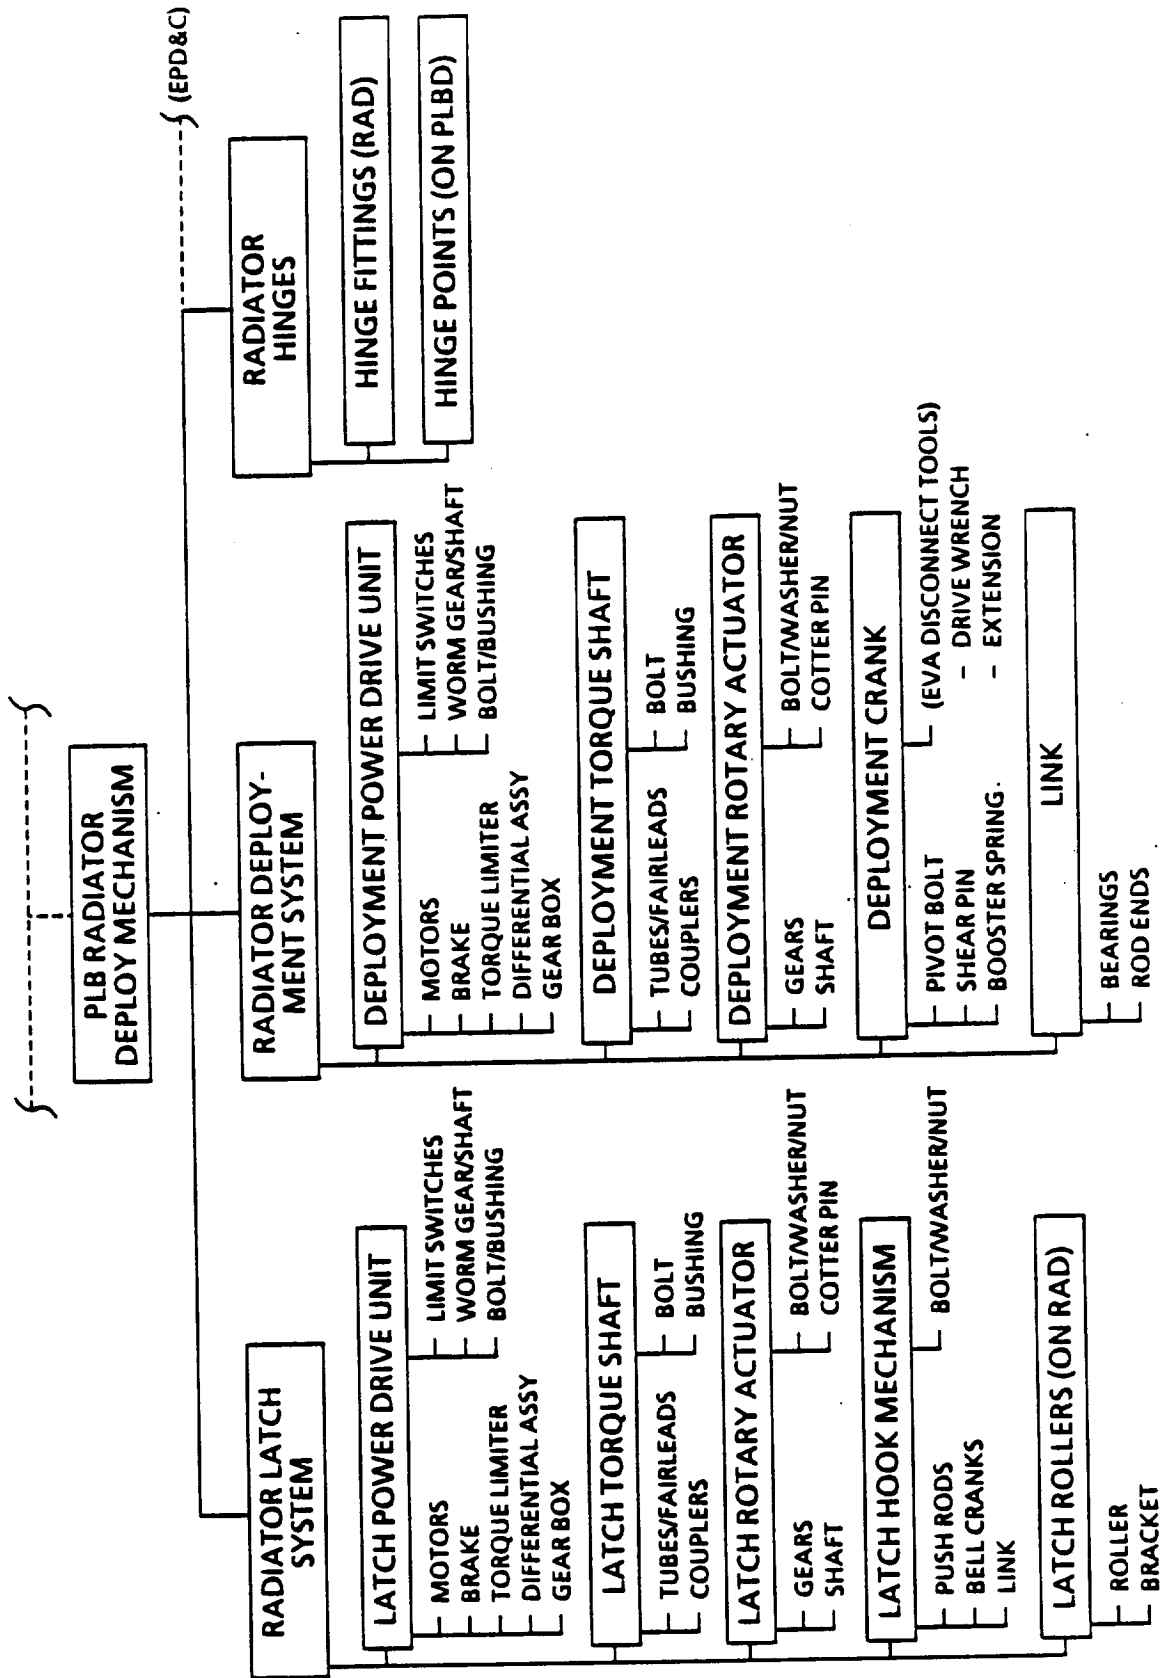 (EPD&C)
PLB RADIATOR
DEPLOY MECHANISM
RADIATOR LATCH
SYSTEM
LATCH POWER DRIVE UNIT
MOTORS
BRAKE
TORQUE LIMITER
DIFFERENTIAL ASSY
GEAR BOX
LIMIT SWITCHES
WORM GEAR/SHAFT
BOLT/BUSHING
LATCH TORQUE SHAFT
TUBES/FAIRLEADS
COUPLERS
BOLT
BUSHING
LATCH ROTARY ACTUATOR
GEARS
SHAFT
BOLT/WASHER/NUT
COTTER PIN
LATCH HOOK MECHANISM
PUSH RODS
BELL CRANKS
LINK
BOLT/WASHER/NUT
LATCH ROLLERS (ON RAD)
ROLLER
BRACKET
RADIATOR DEPLOY-
MENT SYSTEM
DEPLOYMENT POWER DRIVE UNIT
MOTORS
BRAKE
TORQUE LIMITER
DIFFERENTIAL ASSY
GEAR BOX
LIMIT SWITCHES
WORM GEAR/SHAFT
BOLT/BUSHING
DEPLOYMENT TORQUE SHAFT
TUBES/FAIRLEADS
COUPLERS
BOLT
BUSHING
DEPLOYMENT ROTARY ACTUATOR
GEARS
SHAFT
BOLT/WASHER/NUT
COTTER PIN
DEPLOYMENT CRANK
PIVOT BOLT
SHEAR PIN
BOOSTER SPRING
(EVA DISCONNECT TOOLS)
– DRIVE WRENCH
– EXTENSION
LINK
BEARINGS
ROD ENDS
RADIATOR
HINGES
HINGE FITTINGS (RAD)
HINGE POINTS (ON PLBD)